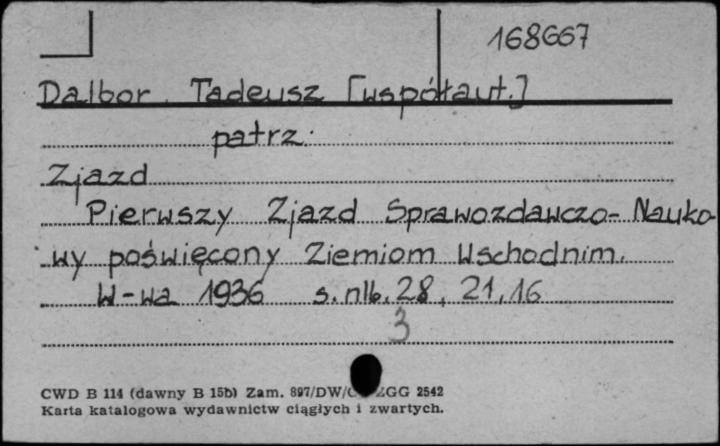 168667
Dalbor Tadeusz [współaut.]
patrz:
Zjazd
Pierwszy Zjazd Sprawozdawczo-Nauko-
wy poświęcony Ziemiom Wschodnim.
W-wa 1936 s.nlb. 28, 21, 16
3
CWD B 114 (dawny B 15b) Zam. 897/DW/ ZGG 2542
Karta katalogowa wydawnictw ciągłych i zwartych.